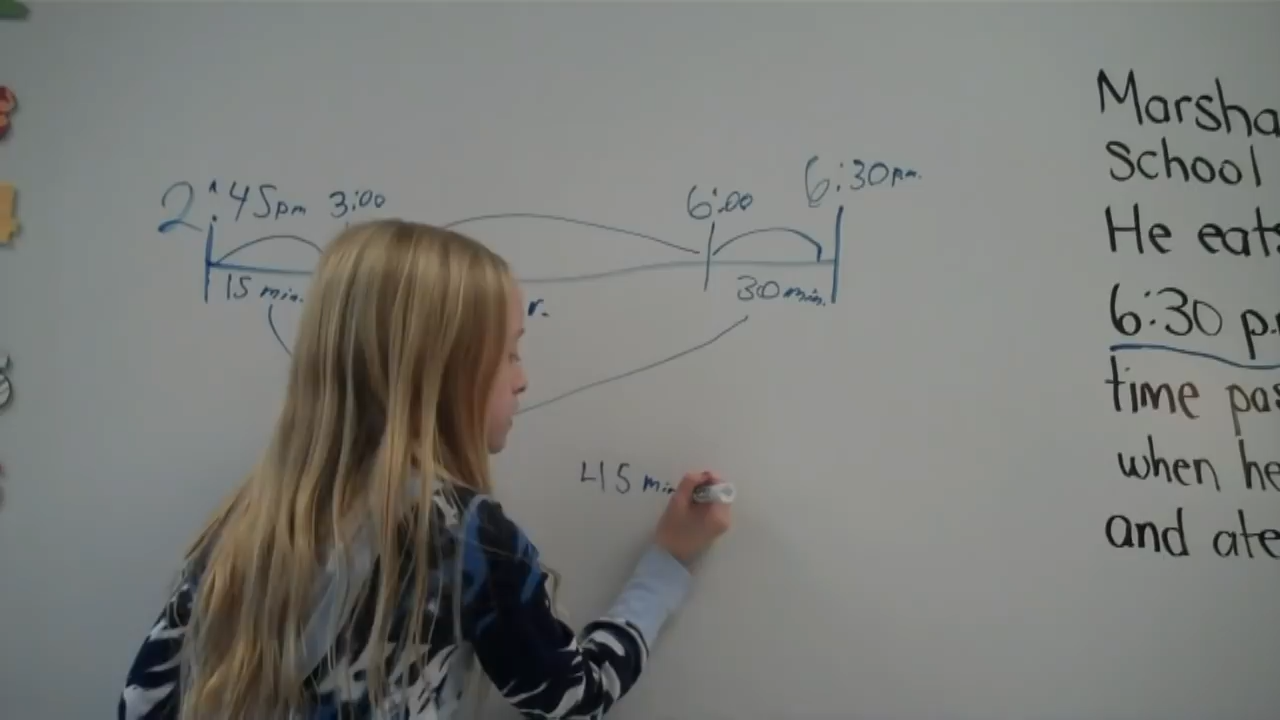 2:45pm 3:00 6:00 6:30pm.
15 min. r. 30 min.
45 min
Marsha
School
He eats
6:30 p.
time pas
when he
and ate